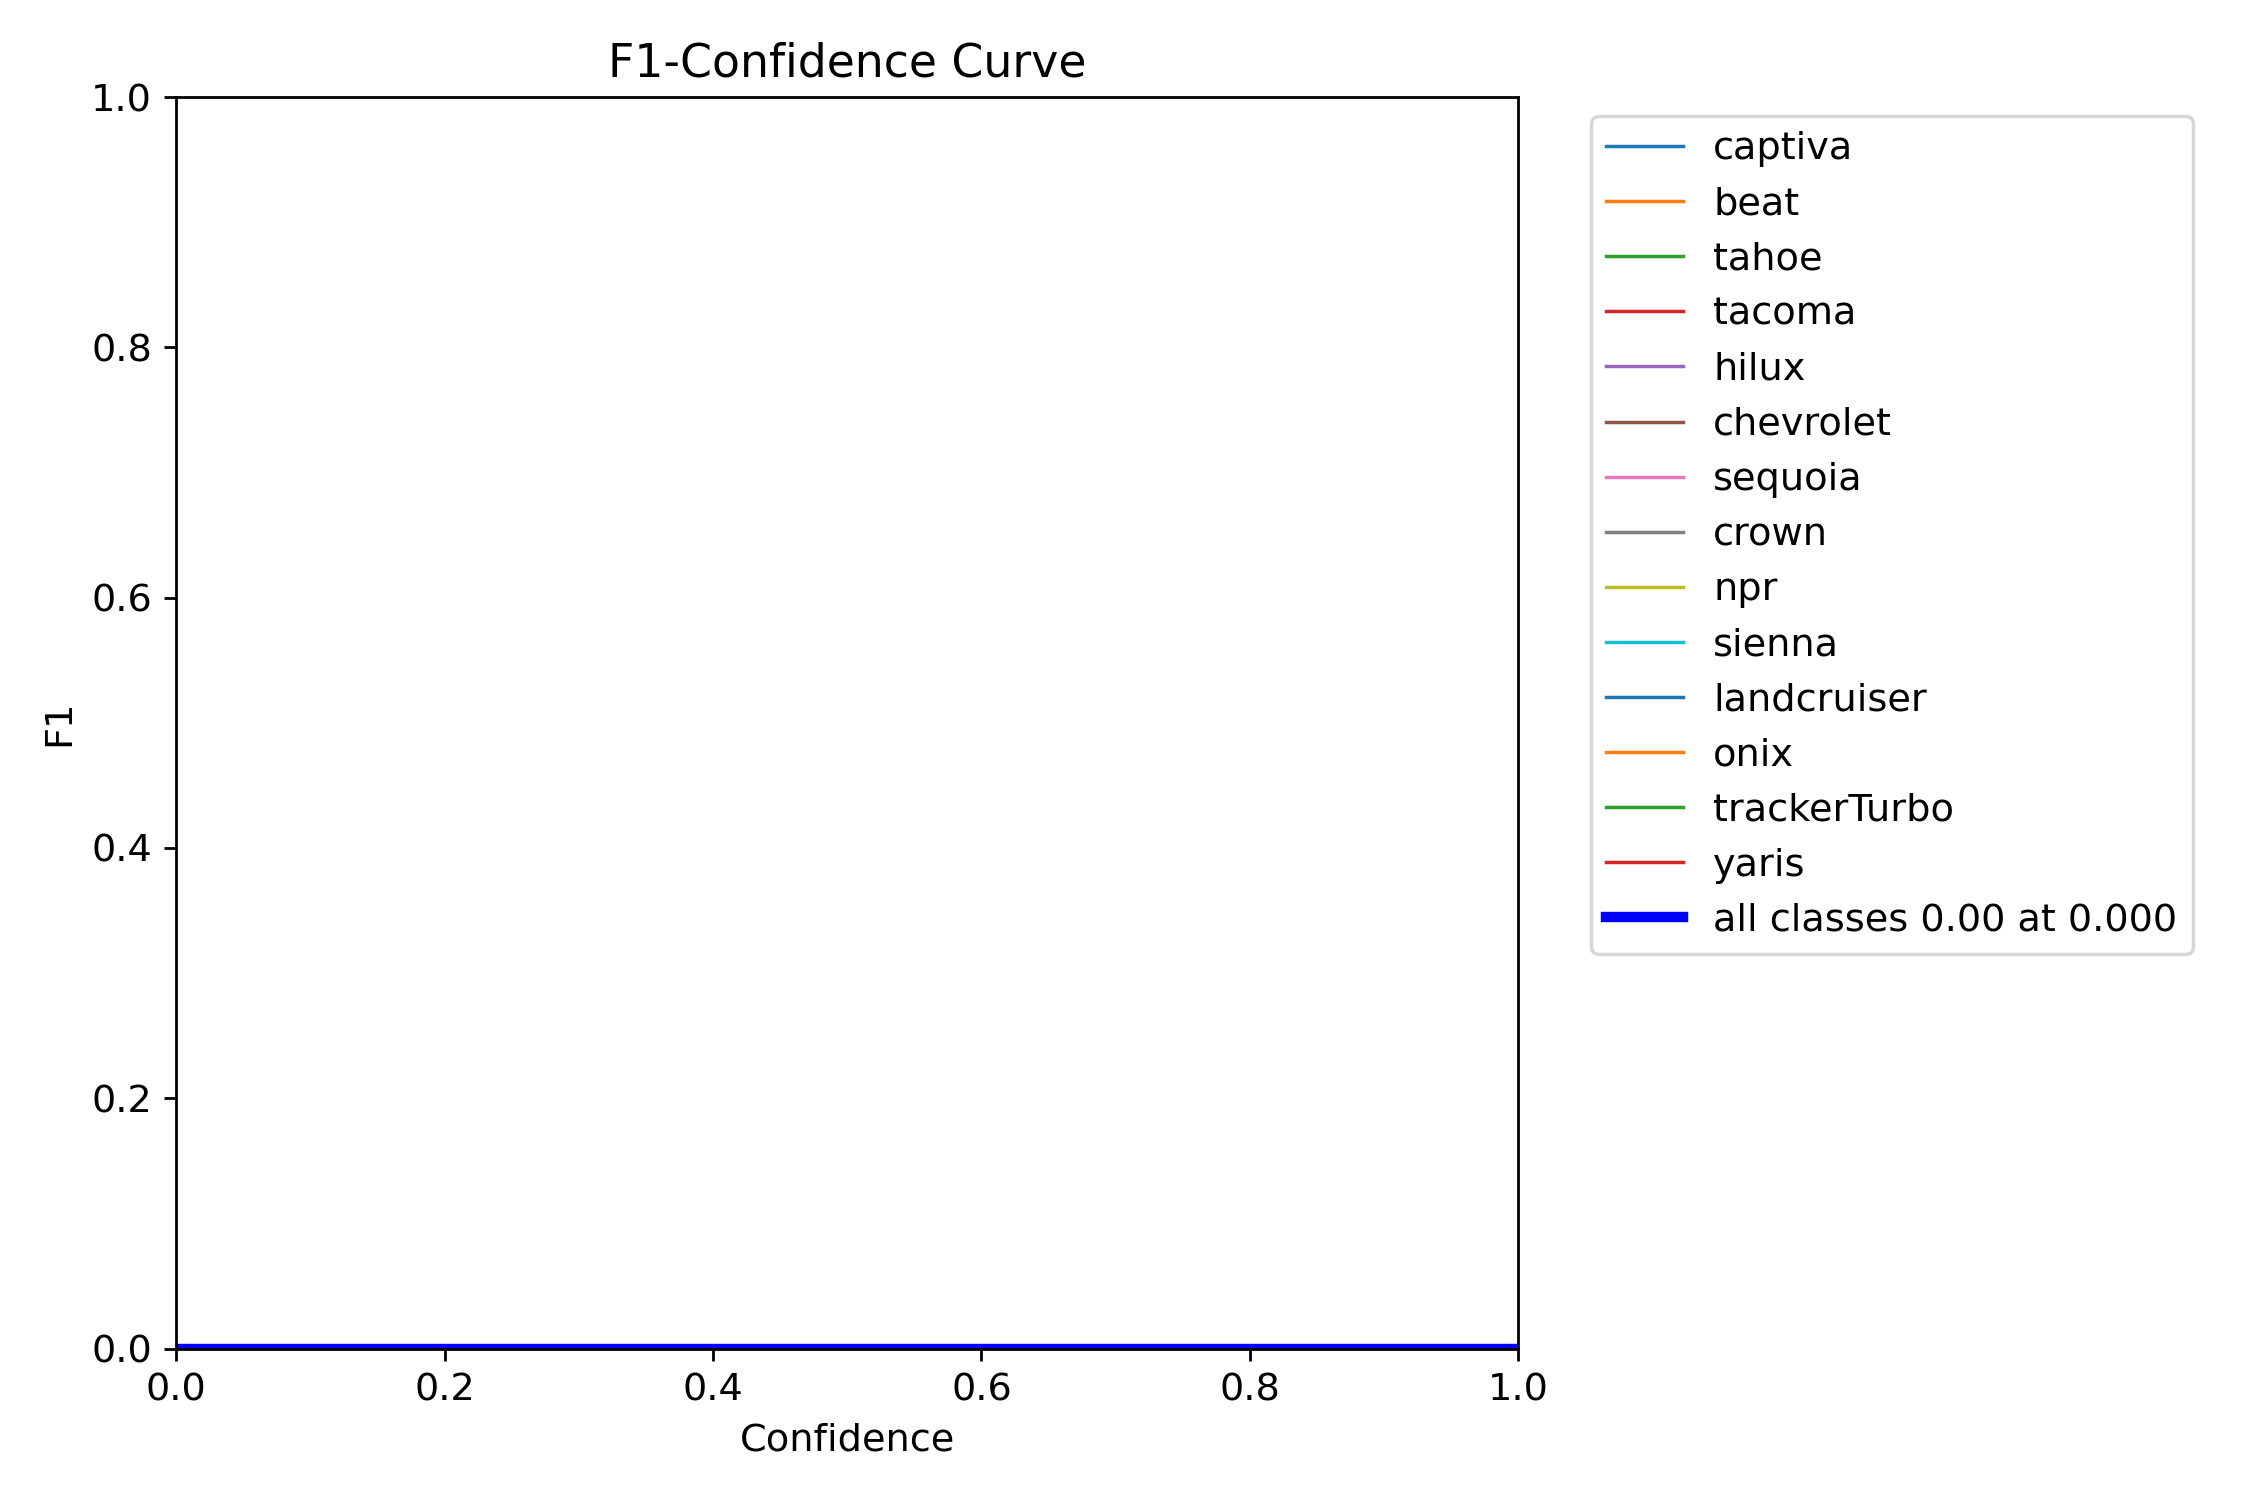 F1-Confidence Curve
1.0
0.8
0.6
0.4
0.2
0.0
F1
0.0 0.2 0.4 0.6 0.8 1.0
Confidence
captiva
beat
tahoe
tacoma
hilux
chevrolet
sequoia
crown
npr
sienna
landcruiser
onix
trackerTurbo
yaris
all classes 0.00 at 0.000